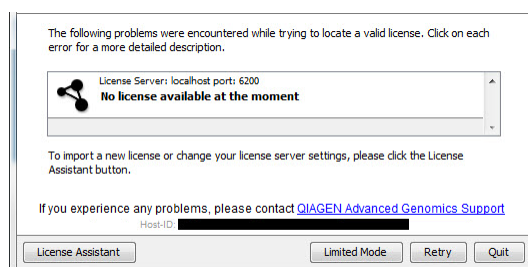 The following problems were encountered while trying to locate a valid license. Click on each
error for a more detailed description.
License Server: localhost port: 6200
No license available at the moment
To import a new license or change your license server settings, please click the License
Assistant button.
If you experience any problems, please contact QIAGEN Advanced Genomics Support
Host-ID:
License Assistant
Limited Mode
Retry
Quit